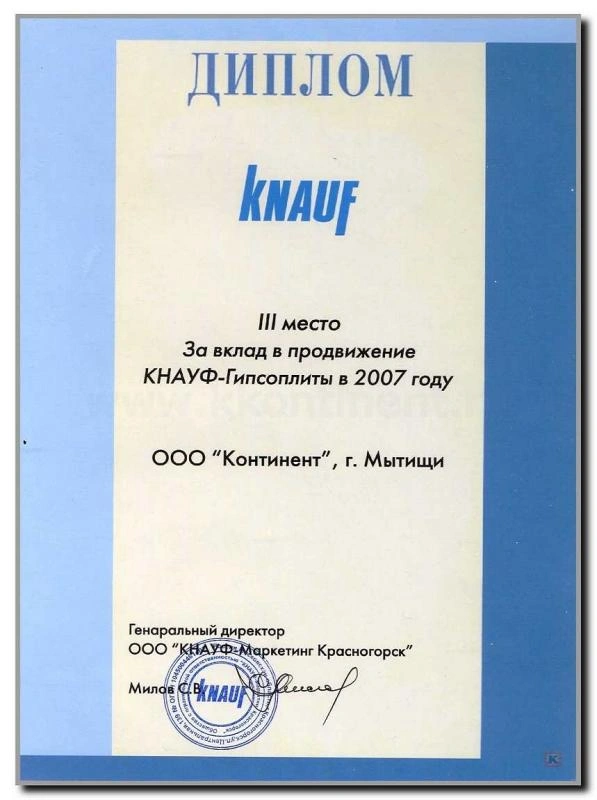 ДИПЛОМ
KNAUF
III место
За вклад в продвижение
КНАУФ-Гипсоплиты в 2007 году
ООО “Континент”, г. Мытищи
Генаральный директор
ООО “КНАУФ-Маркетинг Красногорск”
Милов С.В.
KNAUF